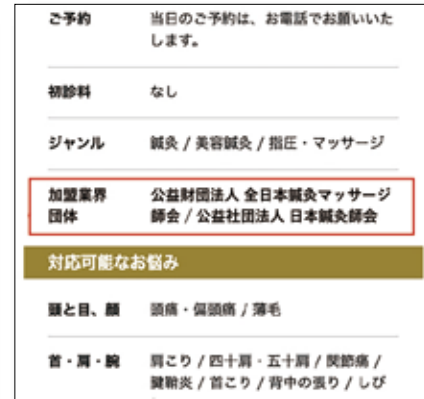 ご予約 当日のご予約は、お電話でお願いいた
します。
初診料 なし
ジャンル 鍼灸 / 美容鍼灸 / 指圧・マッサージ
加盟業界 公益財団法人 全日本鍼灸マッサージ
団体 師会 / 公益社団法人 日本鍼灸師会
対応可能なお悩み
頭と目、顔 頭痛・偏頭痛 / 薄毛
首・肩・腕 肩こり / 四十肩・五十肩 / 関節痛 /
腱鞘炎 / 首こり / 背中の張り / しび